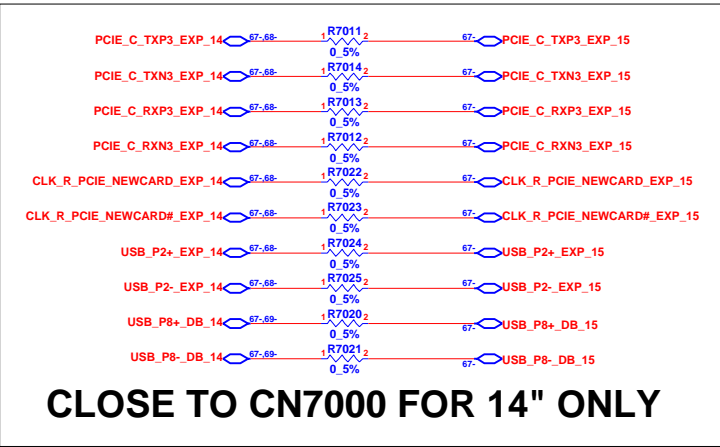 PCIE_C_TXP3_EXP_14 67-,68- 1 R7011 2 0_5% 67- PCIE_C_TXP3_EXP_15
PCIE_C_TXN3_EXP_14 67-,68- 1 R7014 2 0_5% 67- PCIE_C_TXN3_EXP_15
PCIE_C_RXP3_EXP_14 67-,68- 1 R7013 2 0_5% 67- PCIE_C_RXP3_EXP_15
PCIE_C_RXN3_EXP_14 67-,68- 1 R7012 2 0_5% 67- PCIE_C_RXN3_EXP_15
CLK_R_PCIE_NEWCARD_EXP_14 67-,68- 1 R7022 2 0_5% 67- CLK_R_PCIE_NEWCARD_EXP_15
CLK_R_PCIE_NEWCARD#_EXP_14 67-,68- 1 R7023 2 0_5% 67- CLK_R_PCIE_NEWCARD#_EXP_15
USB_P2+_EXP_14 67-,68- 1 R7024 2 0_5% 67- USB_P2+_EXP_15
USB_P2-_EXP_14 67-,68- 1 R7025 2 0_5% 67- USB_P2-_EXP_15
USB_P8+_DB_14 67-,69- 1 R7020 2 0_5% 67- USB_P8+_DB_15
USB_P8-_DB_14 67-,69- 1 R7021 2 0_5% 67- USB_P8-_DB_15
CLOSE TO CN7000 FOR 14" ONLY